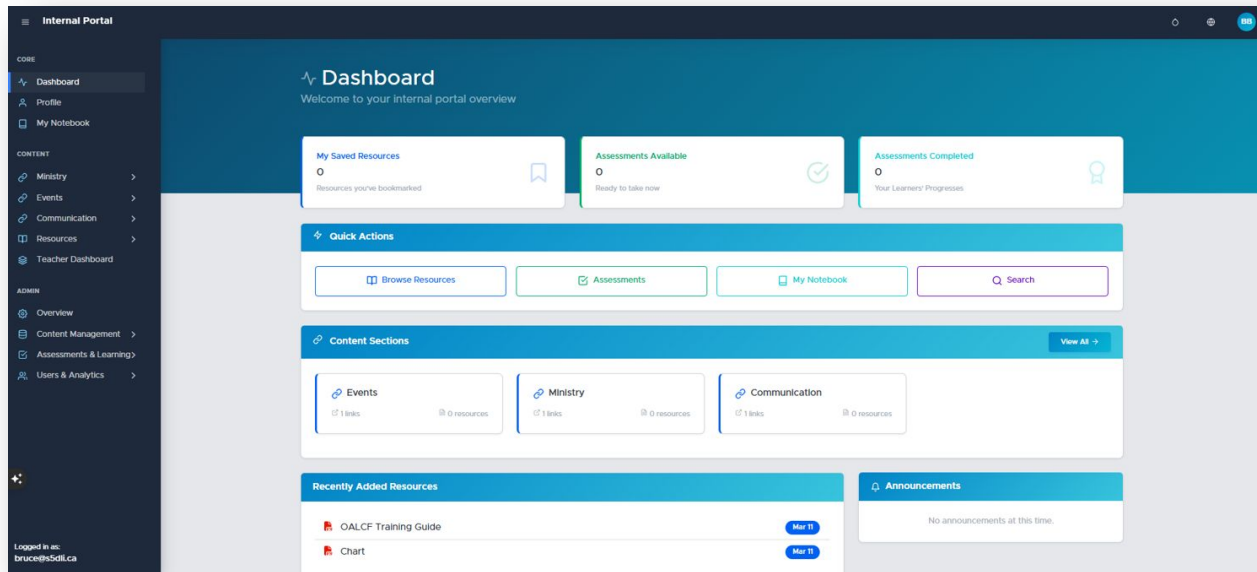 Internal Portal
BB
CORE
Dashboard
Profile
My Notebook
CONTENT
Ministry
Events
Communication
Resources
Teacher Dashboard
ADMIN
Overview
Content Management
Assessments & Learning
Users & Analytics
Logged in as:
bruce@s5dli.ca
Dashboard
Welcome to your internal portal overview
My Saved Resources
0
Resources you've bookmarked
Assessments Available
0
Ready to take now
Assessments Completed
0
Your Learners' Progresses
Quick Actions
Browse Resources
Assessments
My Notebook
Search
Content Sections
View All →
Events
1 links 0 resources
Ministry
1 links 0 resources
Communication
1 links 0 resources
Recently Added Resources
OALCF Training Guide Mar 11
Chart Mar 11
Announcements
No announcements at this time.